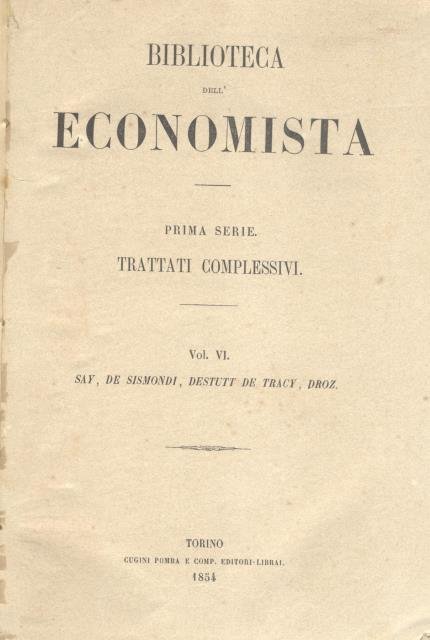 BIBLIOTECA
DELL'
ECONOMISTA
PRIMA SERIE.
TRATTATI COMPLESSIVI.
Vol. VI.
SAY, DE SISMONDI, DESTUTT DE TRACY, DROZ.
TORINO
CUGINI POMBA E COMP. EDITORI-LIBRAI.
1854